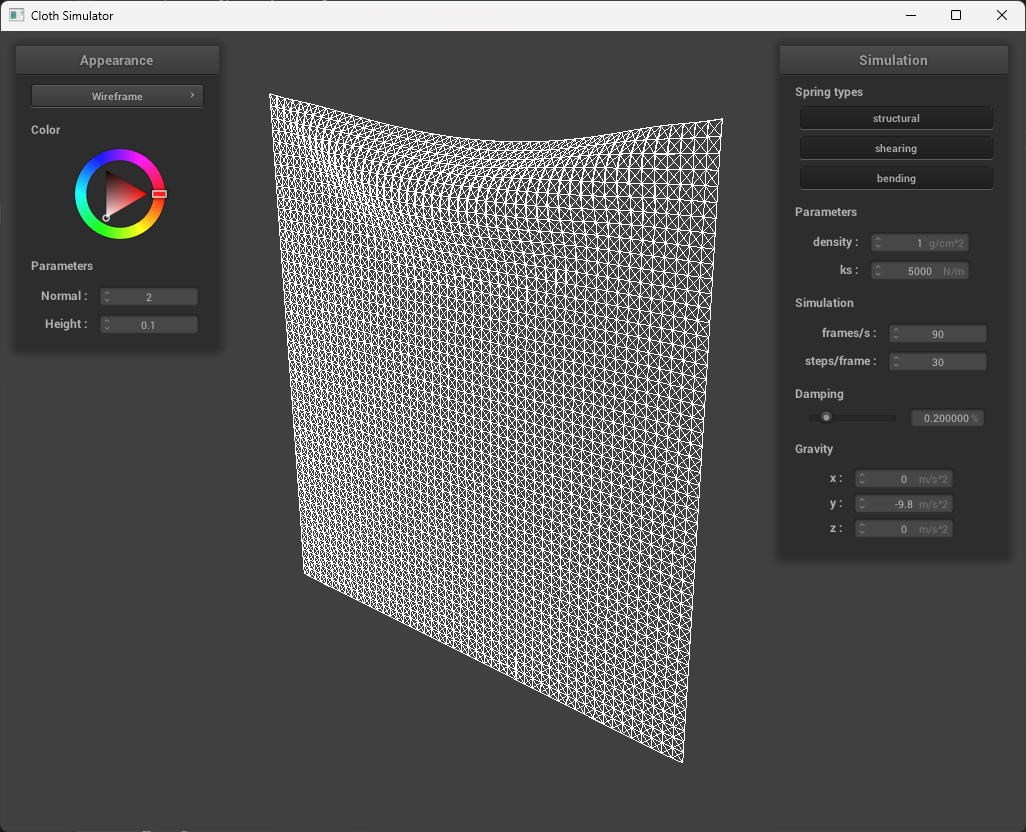 Cloth Simulator
Appearance
Wireframe
Color
Parameters
Normal : 2
Height : 0.1
Simulation
Spring types
structural
shearing
bending
Parameters
density : 1 g/cm^2
ks : 5000 N/m
Simulation
frames/s : 90
steps/frame : 30
Damping
0.200000 %
Gravity
x : 0 m/s^2
y : -9.8 m/s^2
z : 0 m/s^2